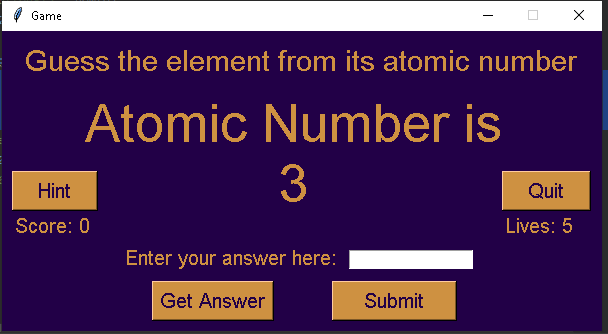 Game
Guess the element from its atomic number
Atomic Number is
3
Hint
Quit
Score: 0
Lives: 5
Enter your answer here:
Get Answer
Submit